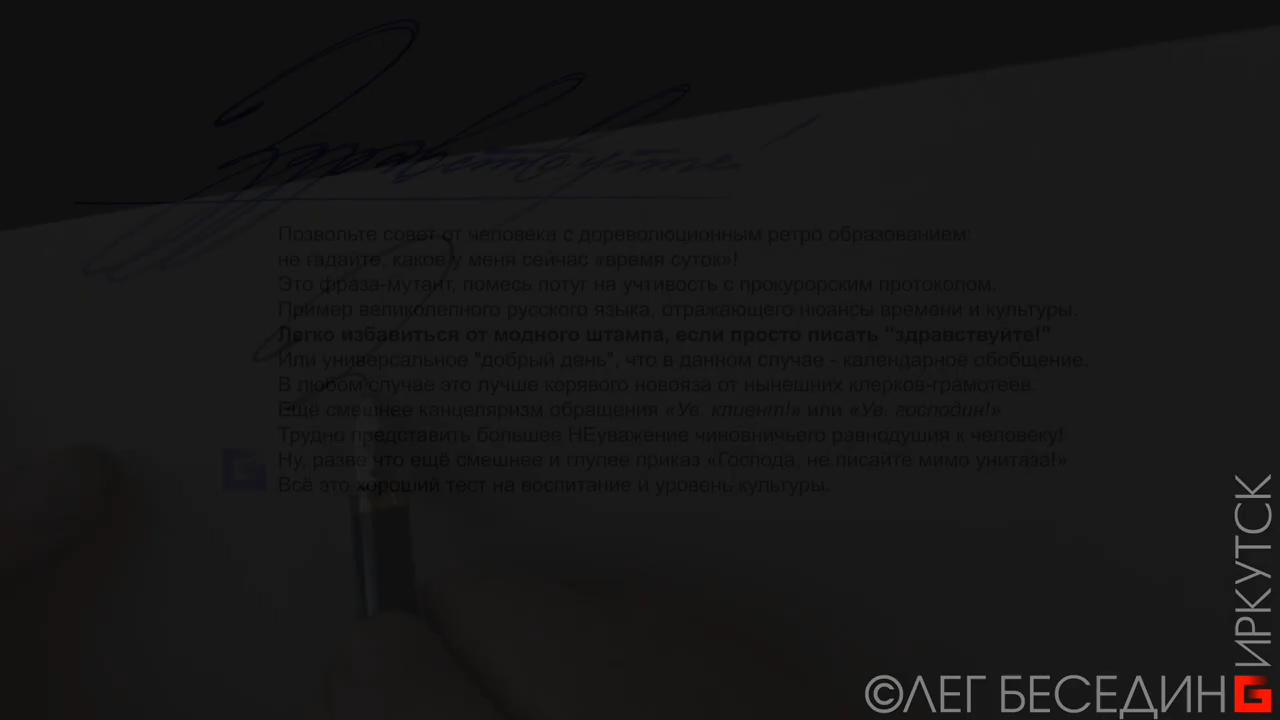 Здравствуйте!
Позвольте совет от человека с дореволюционным ретро образованием:
не гадайте, какое у меня сейчас «время суток»!
Это фраза-мутант, помесь потуг на учтивость с прокурорским протоколом.
Пример великолепного русского языка, отражающего нюансы времени и культуры.
Легко избавиться от модного штампа, если просто писать "здравствуйте!"
Или универсальное "добрый день", что в данном случае - календарное обобщение.
В любом случае это лучше корявого новояза от нынешних клерков-грамотеев.
Ещё смешнее канцеляризм обращения «Ув. клиент!» или «Ув. господин!»
Трудно представить большее НЕуважение чиновничьего равнодушия к человеку!
Ну, разве что ещё смешнее и глупее приказ «Господа, не писайте мимо унитаза!»
Всё это хороший тест на воспитание и уровень культуры.
©ЛЕГ БЕСЕДИН
ИРКУТСК